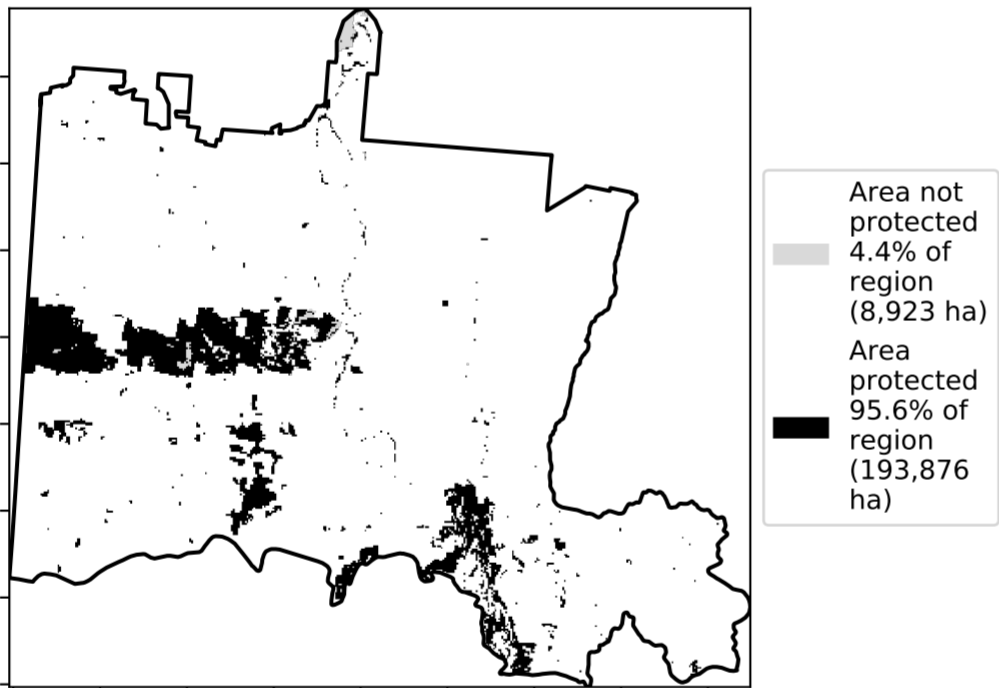 Area not
protected
4.4% of
region
(8,923 ha)
Area
protected
95.6% of
region
(193,876
ha)